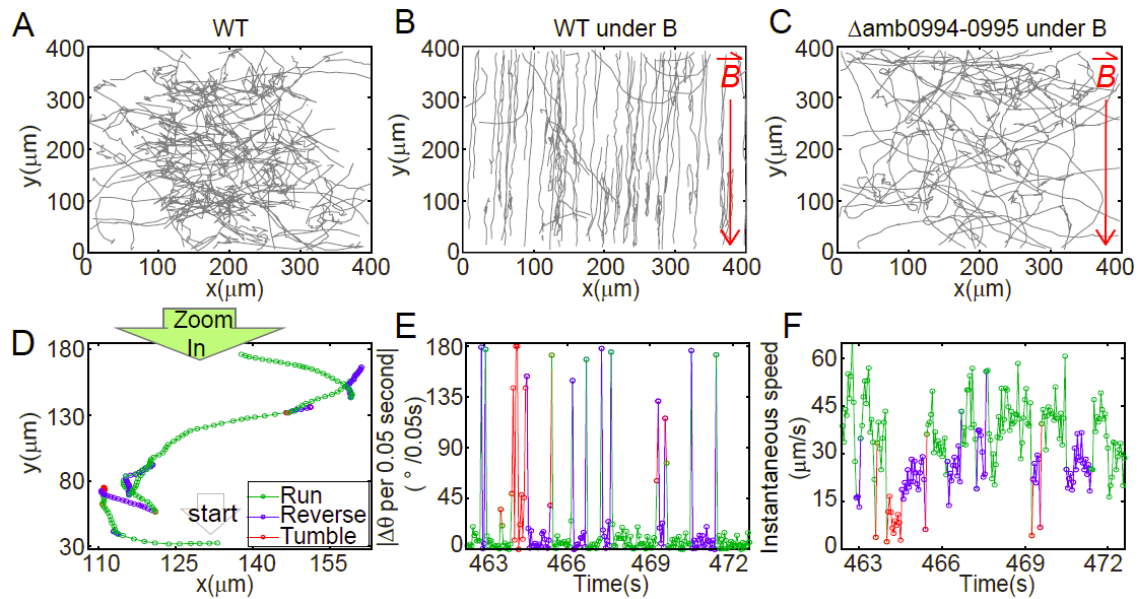 A
WT
B
WT under B
C
Δamb0994-0995 under B
y(μm)
400
300
200
100
0
0 100 200 300 400
x(μm)
y(μm)
400
300
200
100
0
0 100 200 300 400
x(μm)
B
y(μm)
400
300
200
100
0
0 100 200 300 400
x(μm)
B
Zoom
In
D
y(μm)
180
130
80
30
111 125 140 155
x(μm)
start
Run
Reverse
Tumble
E
|Δθ per 0.05 second|
( ° /0.05s)
180
135
90
45
0
463 466 469 472
Time(s)
F
Instantaneous speed
(μm/s)
60
45
30
15
0
463 466 469 472
Time(s)